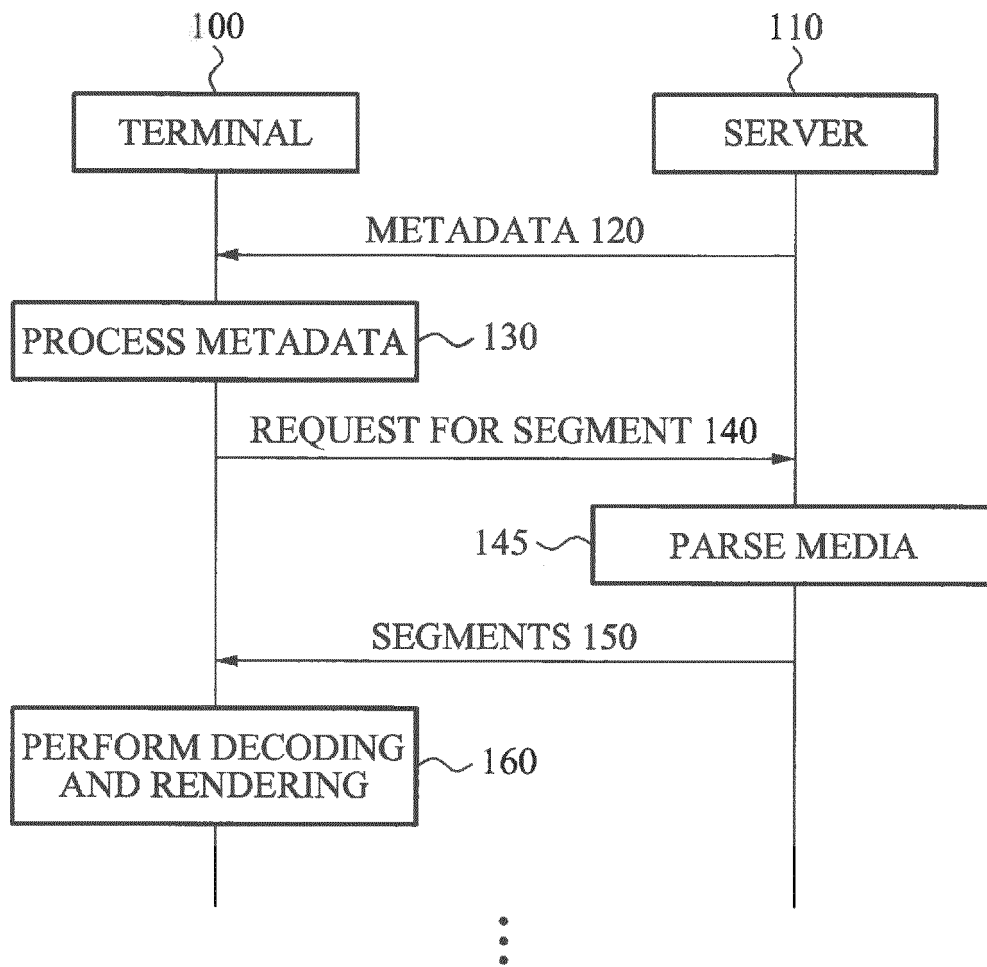 100
110
TERMINAL
SERVER
METADATA 120
PROCESS METADATA
130
REQUEST FOR SEGMENT 140
145
PARSE MEDIA
SEGMENTS 150
PERFORM DECODING
AND RENDERING
160